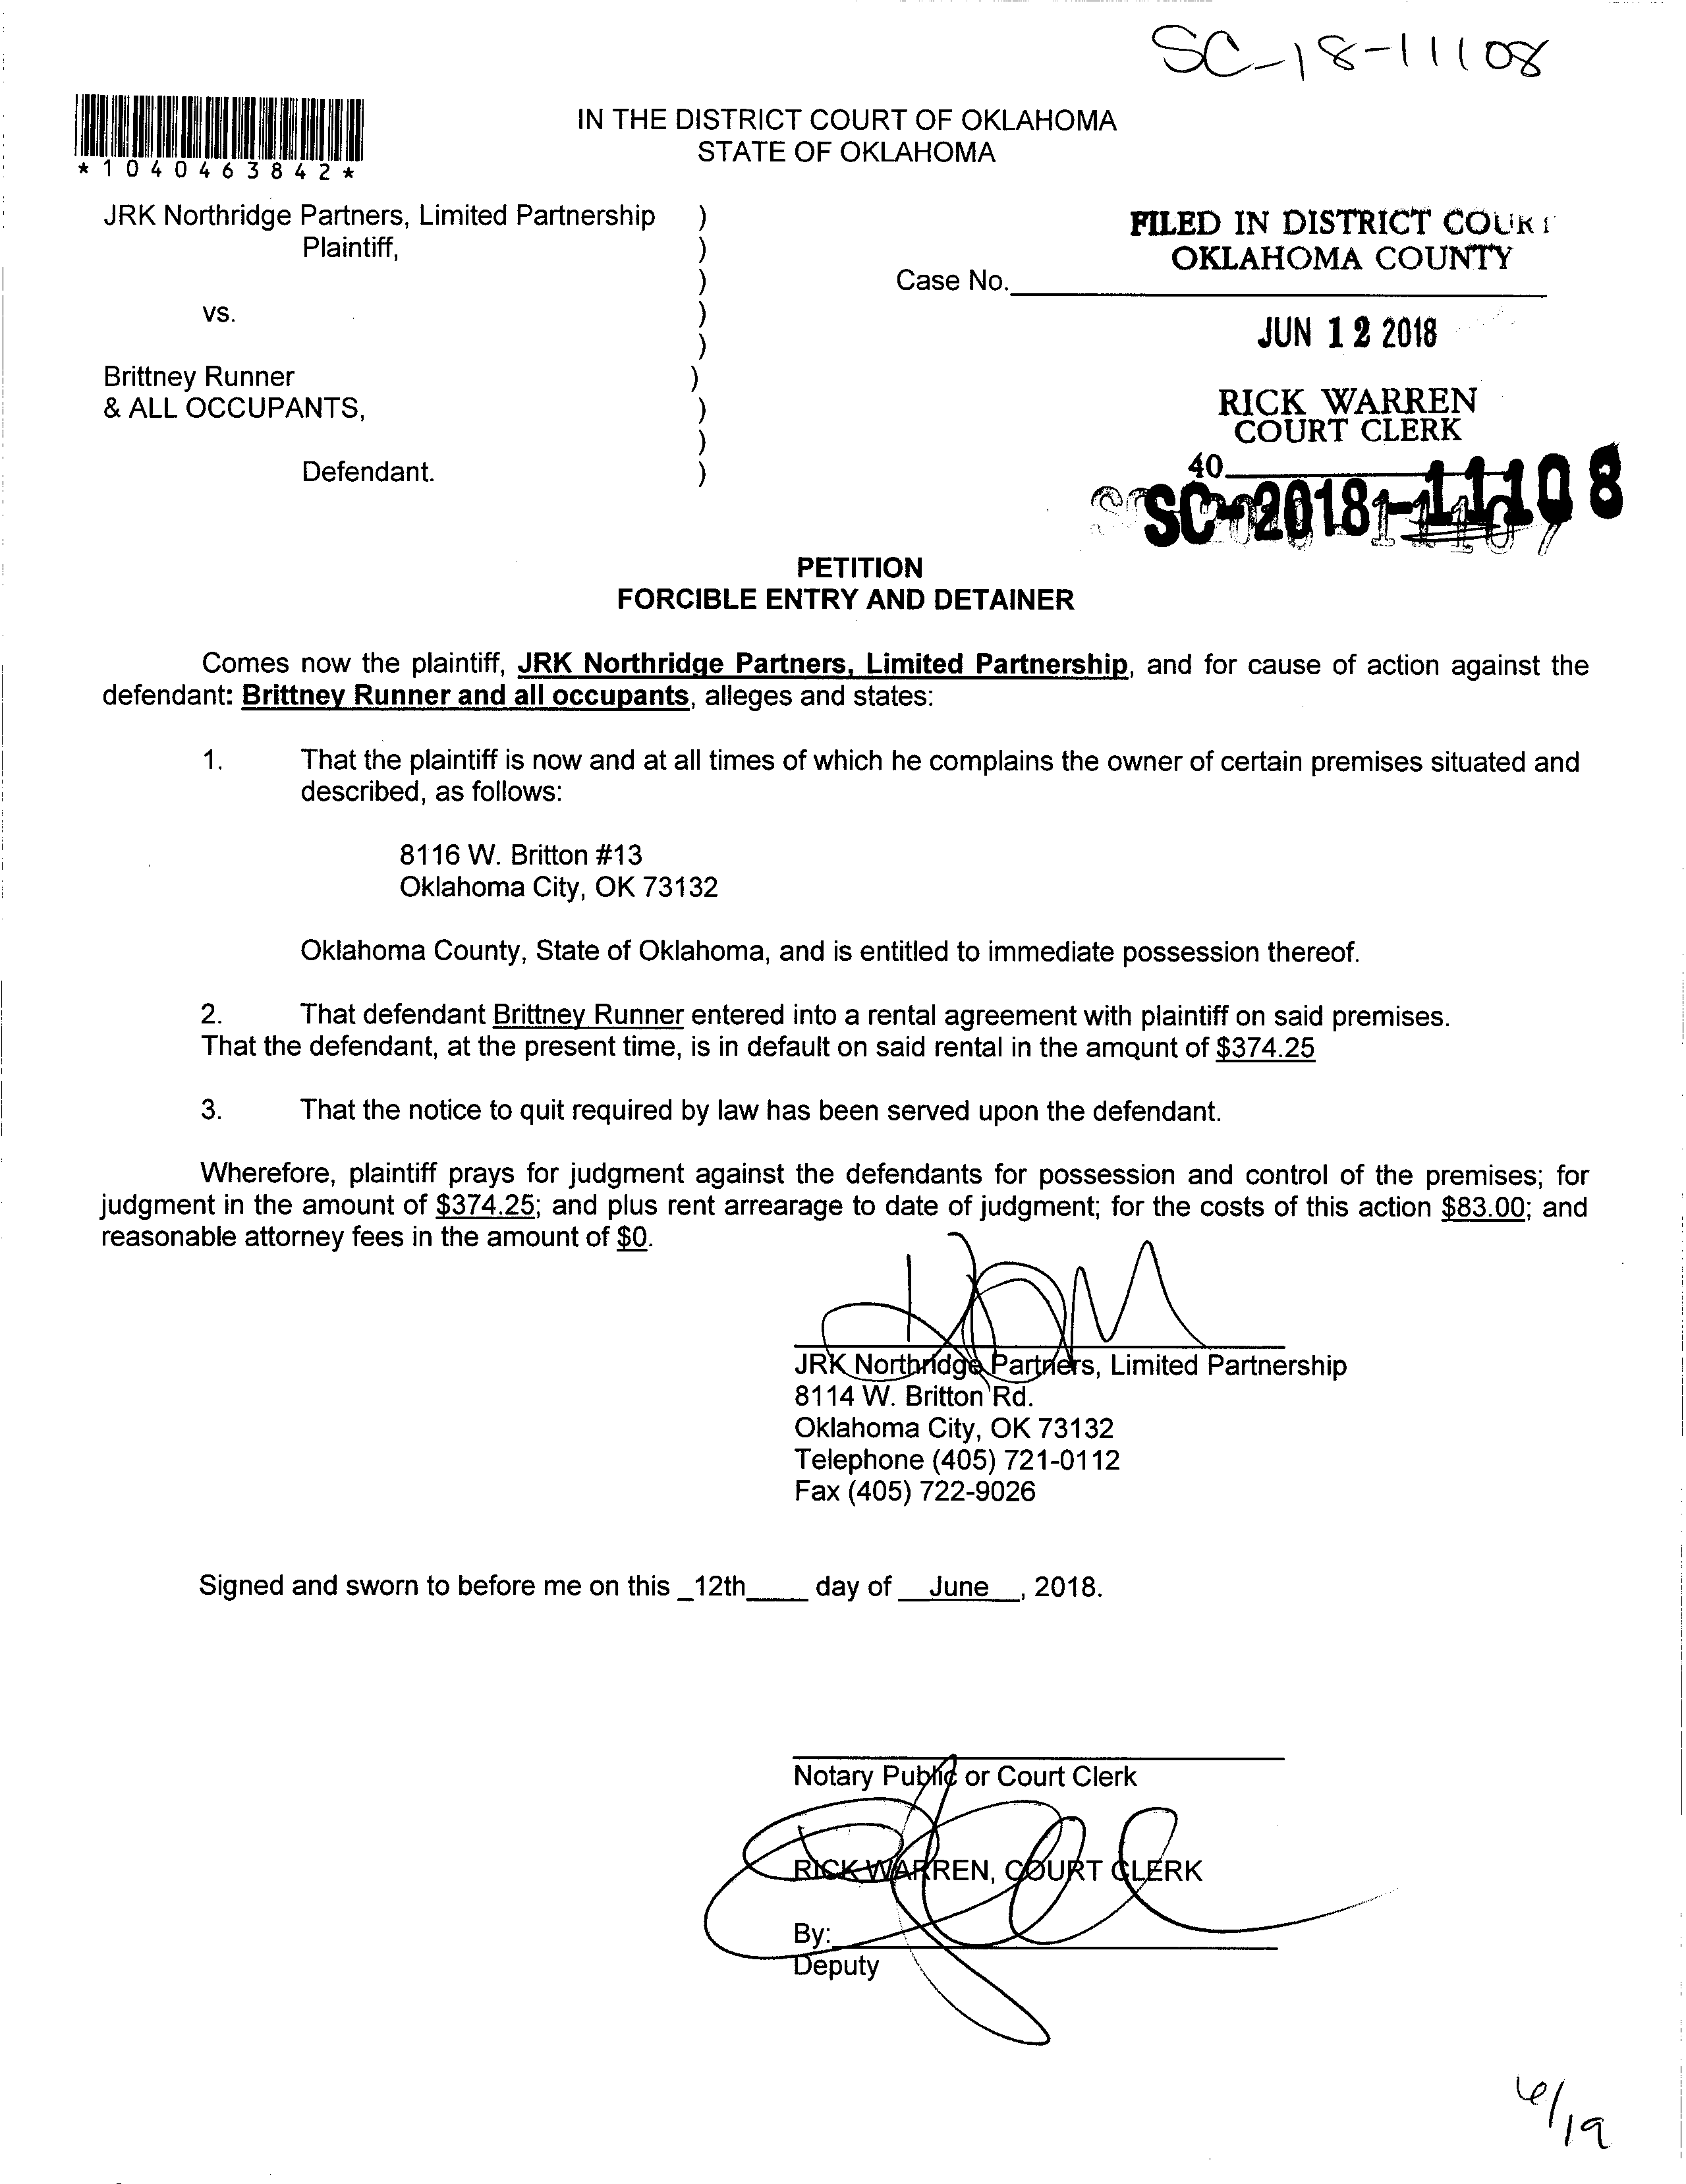 SC-18-11108
*1040463842*
IN THE DISTRICT COURT OF OKLAHOMA
STATE OF OKLAHOMA
JRK Northridge Partners, Limited Partnership )
Plaintiff, )
)
vs. )
)
Brittney Runner )
& ALL OCCUPANTS, )
)
Defendant. )
FILED IN DISTRICT COURT
OKLAHOMA COUNTY
Case No.
JUN 12 2018
RICK WARREN
COURT CLERK
40
SC-2018-11108
PETITION
FORCIBLE ENTRY AND DETAINER
Comes now the plaintiff, JRK Northridge Partners, Limited Partnership, and for cause of action against the
defendant: Brittney Runner and all occupants, alleges and states:
1. That the plaintiff is now and at all times of which he complains the owner of certain premises situated and
described, as follows:
8116 W. Britton #13
Oklahoma City, OK 73132
Oklahoma County, State of Oklahoma, and is entitled to immediate possession thereof.
2. That defendant Brittney Runner entered into a rental agreement with plaintiff on said premises.
That the defendant, at the present time, is in default on said rental in the amount of $374.25
3. That the notice to quit required by law has been served upon the defendant.
Wherefore, plaintiff prays for judgment against the defendants for possession and control of the premises; for
judgment in the amount of $374.25; and plus rent arrearage to date of judgment; for the costs of this action $83.00; and
reasonable attorney fees in the amount of $0.
JRK Northridge Partners, Limited Partnership
8114 W. Britton Rd.
Oklahoma City, OK 73132
Telephone (405) 721-0112
Fax (405) 722-9026
Signed and sworn to before me on this _12th____ day of __June__, 2018.
Notary Public or Court Clerk
RICK WARREN, COURT CLERK
By:
Deputy
6/19